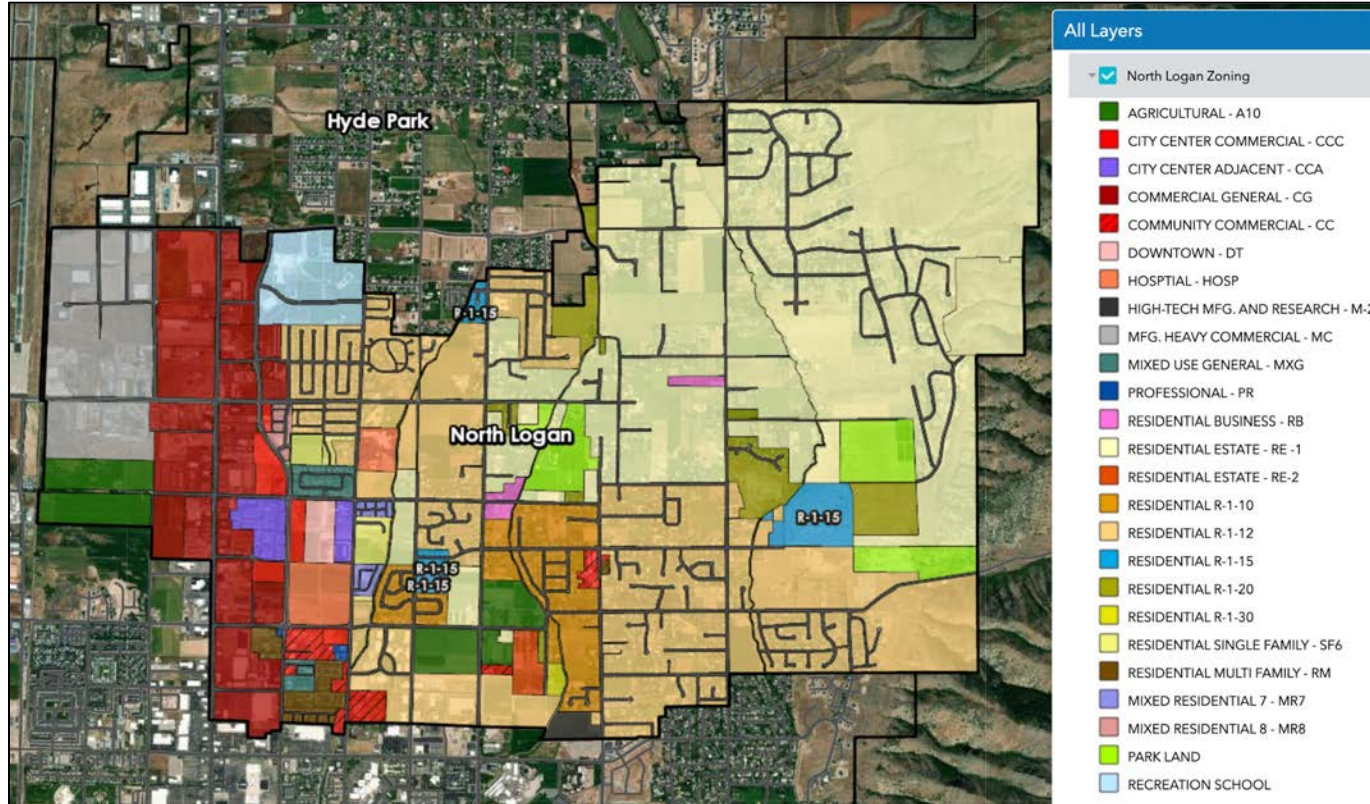 Hyde Park
R-1-15
North Logan
R-1-15
R-1-15
R-1-15
All Layers
North Logan Zoning
AGRICULTURAL - A10
CITY CENTER COMMERCIAL - CCC
CITY CENTER ADJACENT - CCA
COMMERCIAL GENERAL - CG
COMMUNITY COMMERCIAL - CC
DOWNTOWN - DT
HOSPTIAL - HOSP
HIGH-TECH MFG. AND RESEARCH - M-2
MFG. HEAVY COMMERCIAL - MC
MIXED USE GENERAL - MXG
PROFESSIONAL - PR
RESIDENTIAL BUSINESS - RB
RESIDENTIAL ESTATE - RE -1
RESIDENTIAL ESTATE - RE-2
RESIDENTIAL R-1-10
RESIDENTIAL R-1-12
RESIDENTIAL R-1-15
RESIDENTIAL R-1-20
RESIDENTIAL R-1-30
RESIDENTIAL SINGLE FAMILY - SF6
RESIDENTIAL MULTI FAMILY - RM
MIXED RESIDENTIAL 7 - MR7
MIXED RESIDENTIAL 8 - MR8
PARK LAND
RECREATION SCHOOL